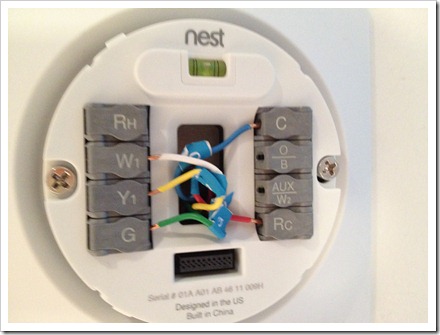 nest
RH
C
W1
O
B
Y1
AUX
W2
G
RC
Serial # 01A A01 AB 48 11 009H
Designed in the US
Built in China